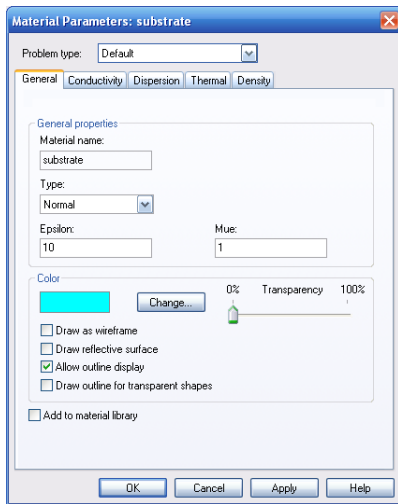 Material Parameters: substrate
Problem type: Default
General Conductivity Dispersion Thermal Density
General properties
Material name:
substrate
Type:
Normal
Epsilon: Mue:
10 1
Color
0% Transparency 100%
Change...
Draw as wireframe
Draw reflective surface
Allow outline display
Draw outline for transparent shapes
Add to material library
OK Cancel Apply Help